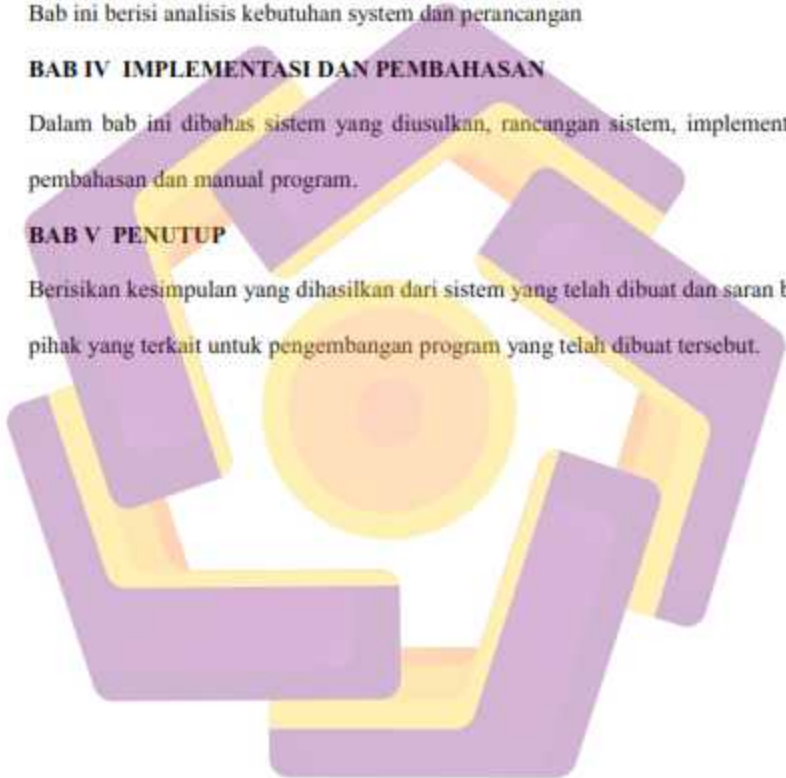 Bab ini berisi analisis kebutuhan system dan perancangan
BAB IV IMPLEMENTASI DAN PEMBAHASAN
Dalam bab ini dibahas sistem yang diusulkan, rancangan sistem, implement
pembahasan dan manual program.
BAB V PENUTUP
Berisikan kesimpulan yang dihasilkan dari sistem yang telah dibuat dan saran b
pihak yang terkait untuk pengembangan program yang telah dibuat tersebut.